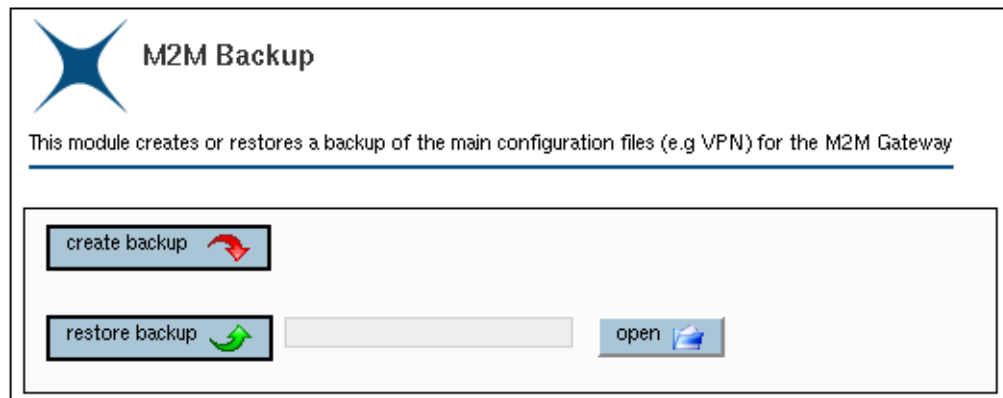 M2M Backup
This module creates or restores a backup of the main configuration files (e.g VPN) for the M2M Gateway
create backup
restore backup
open